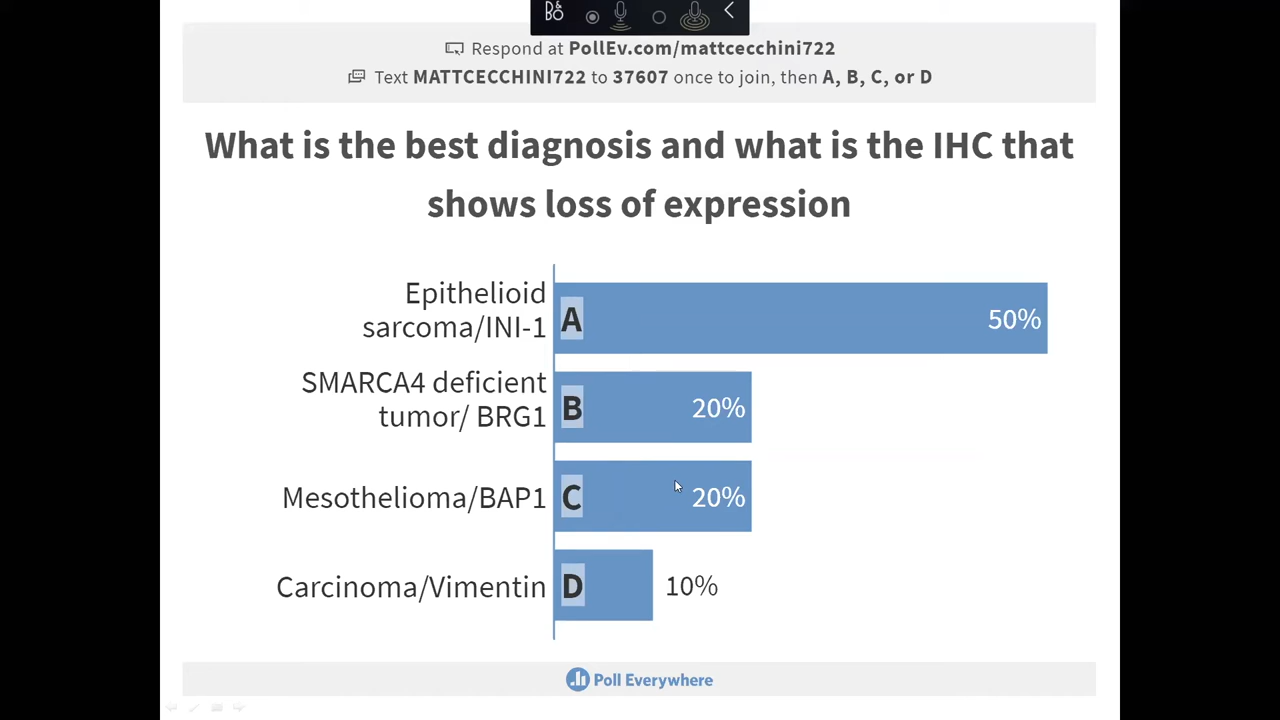 B&O
Respond at PollEv.com/mattcecchini722
Text MATTCECCHINI722 to 37607 once to join, then A, B, C, or D
What is the best diagnosis and what is the IHC that
shows loss of expression
Epithelioid
sarcoma/INI-1
A
50%
SMARCA4 deficient
tumor/ BRG1
B
20%
Mesothelioma/BAP1
C
20%
Carcinoma/Vimentin
D
10%
Poll Everywhere